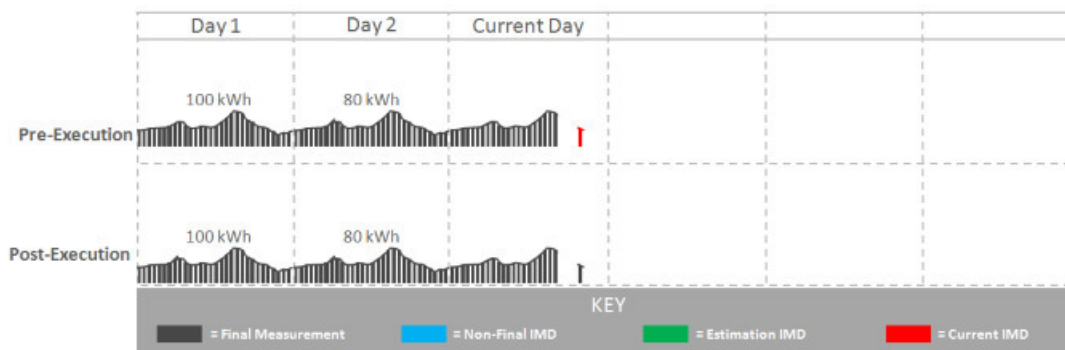 Day 1 Day 2 Current Day
100 kWh 80 kWh
Pre-Execution
100 kWh 80 kWh
Post-Execution
KEY
= Final Measurement = Non-Final IMD = Estimation IMD = Current IMD